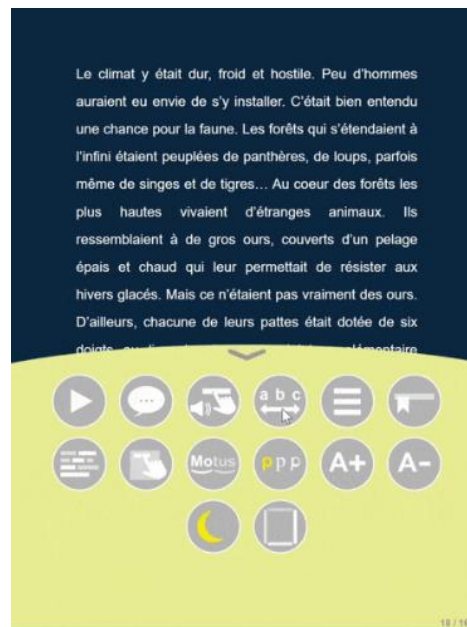 Le climat y était dur, froid et hostile. Peu d'hommes
auraient eu envie de s'y installer. C'était bien entendu
une chance pour la faune. Les forêts qui s'étendaient à
l'infini étaient peuplées de panthères, de loups, parfois
même de singes et de tigres… Au coeur des forêts les
plus hautes vivaient d'étranges animaux. Ils
ressemblaient à de gros ours, couverts d'un pelage
épais et chaud qui leur permettait de résister aux
hivers glacés. Mais ce n'étaient pas vraiment des ours.
D'ailleurs, chacune de leurs pattes était dotée de six
doigts
a b c
Motus
ppp
A+
A-